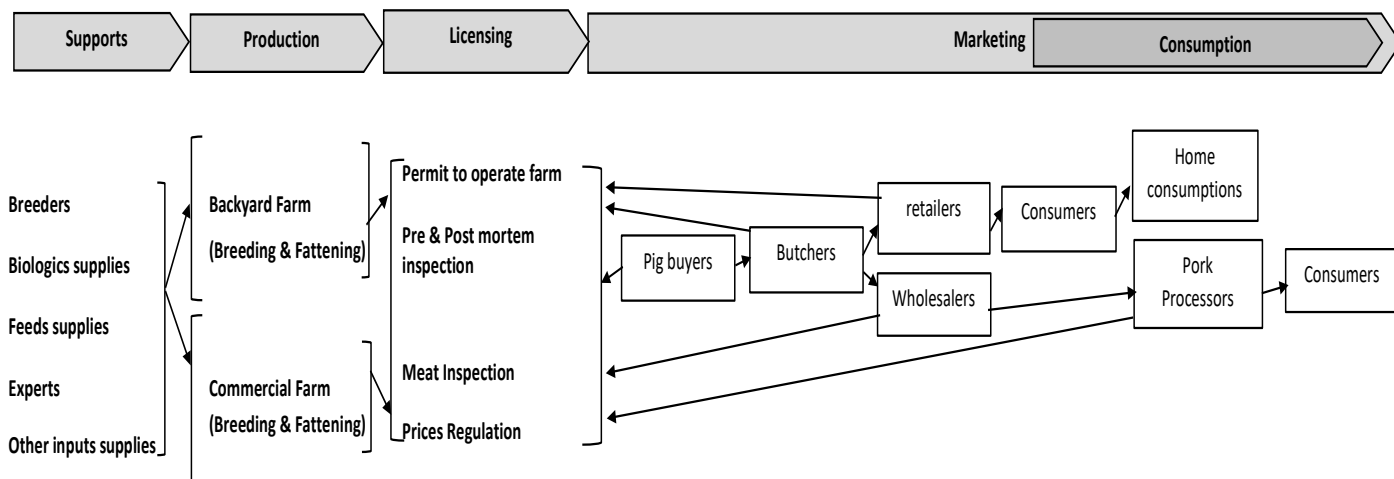 Supports
Production
Licensing
Marketing
Consumption
Breeders
Biologics supplies
Feeds supplies
Experts
Other inputs supplies
Backyard Farm
(Breeding & Fattening)
Commercial Farm
(Breeding & Fattening)
Permit to operate farm
Pre & Post mortem
inspection
Meat Inspection
Prices Regulation
Pig buyers
Butchers
retailers
Wholesalers
Consumers
Home
consumptions
Pork
Processors
Consumers